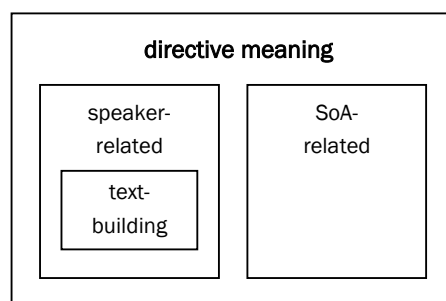 directive meaning
speaker-
related
text-
building
SoA-
related